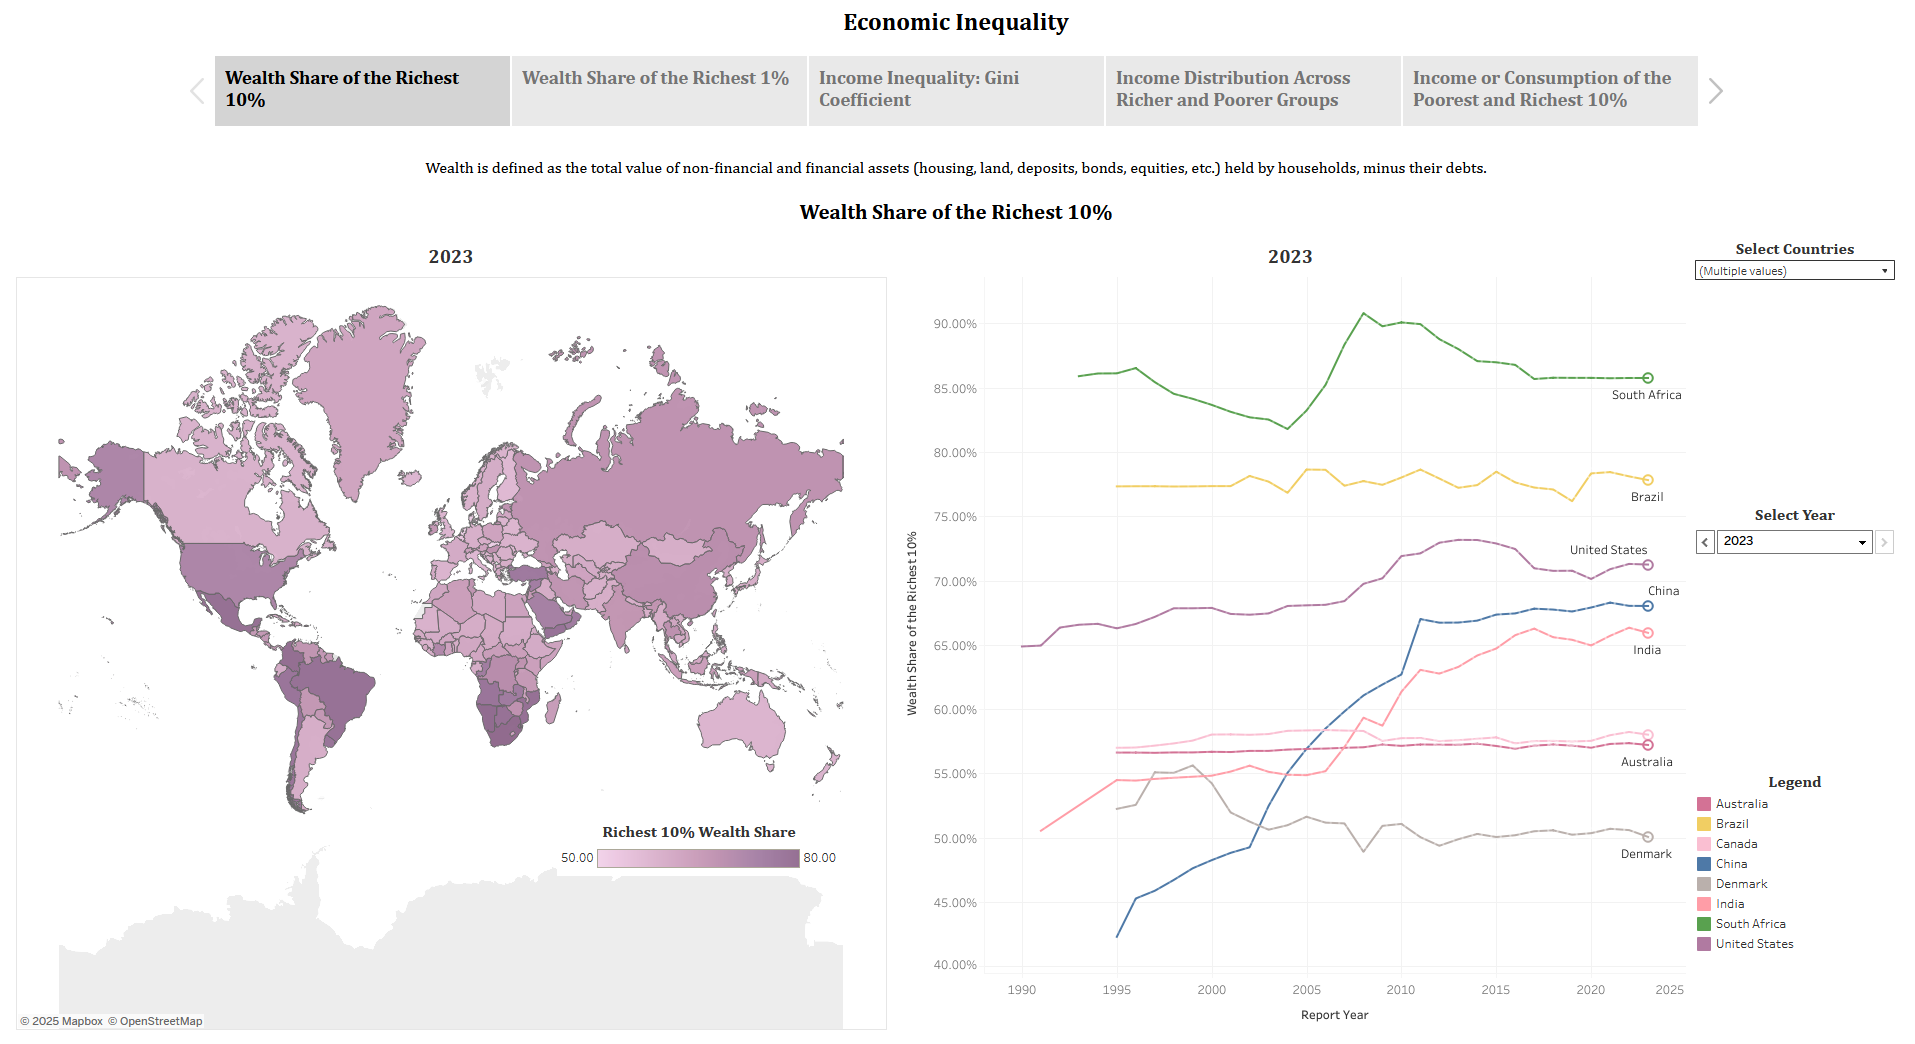 Economic Inequality
Wealth Share of the Richest
10%
Wealth Share of the Richest 1%
Income Inequality: Gini
Coefficient
Income Distribution Across
Richer and Poorer Groups
Income or Consumption of the
Poorest and Richest 10%
Wealth is defined as the total value of non-financial and financial assets (housing, land, deposits, bonds, equities, etc.) held by households, minus their debts.
Wealth Share of the Richest 10%
2023
Richest 10% Wealth Share
50.00
80.00
© 2025 Mapbox © OpenStreetMap
2023
Wealth Share of the Richest 10%
90.00%
85.00%
80.00%
75.00%
70.00%
65.00%
60.00%
55.00%
50.00%
45.00%
40.00%
South Africa
Brazil
United States
China
India
Australia
Denmark
1990
1995
2000
2005
2010
2015
2020
2025
Report Year
Select Countries
(Multiple values)
Select Year
2023
Legend
Australia
Brazil
Canada
China
Denmark
India
South Africa
United States